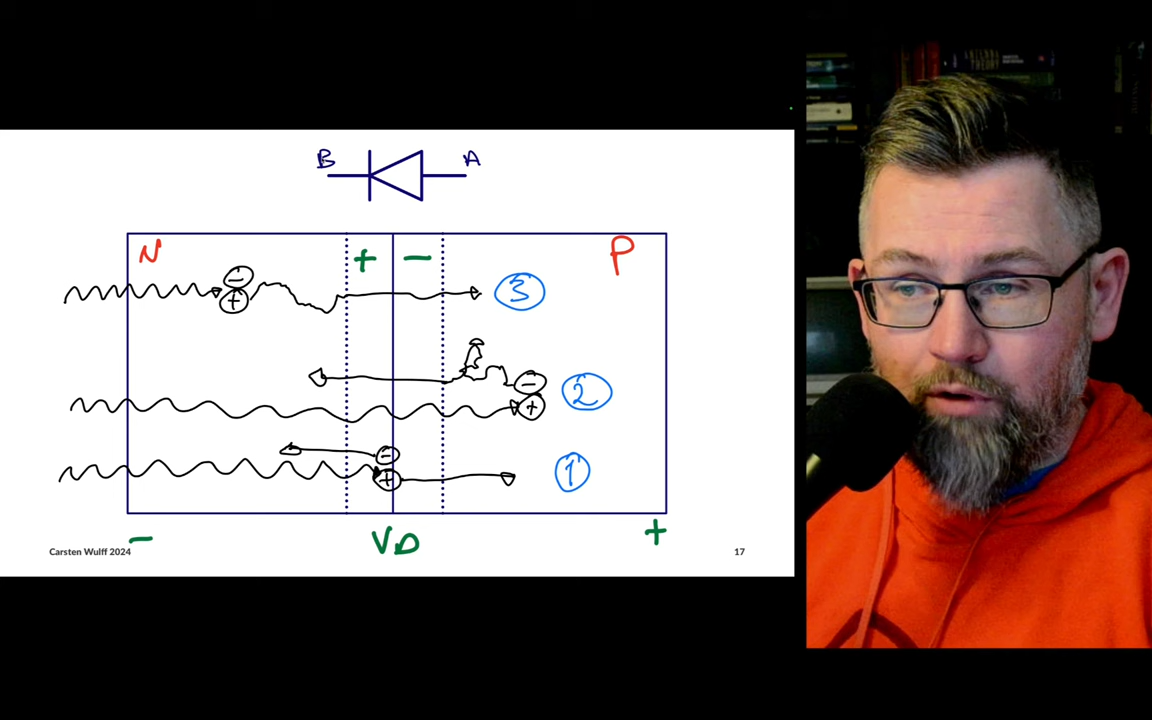 B A
N + - P
- +
3
-
+ 2
-
+ 1
- VD +
Carsten Wulff 2024 17